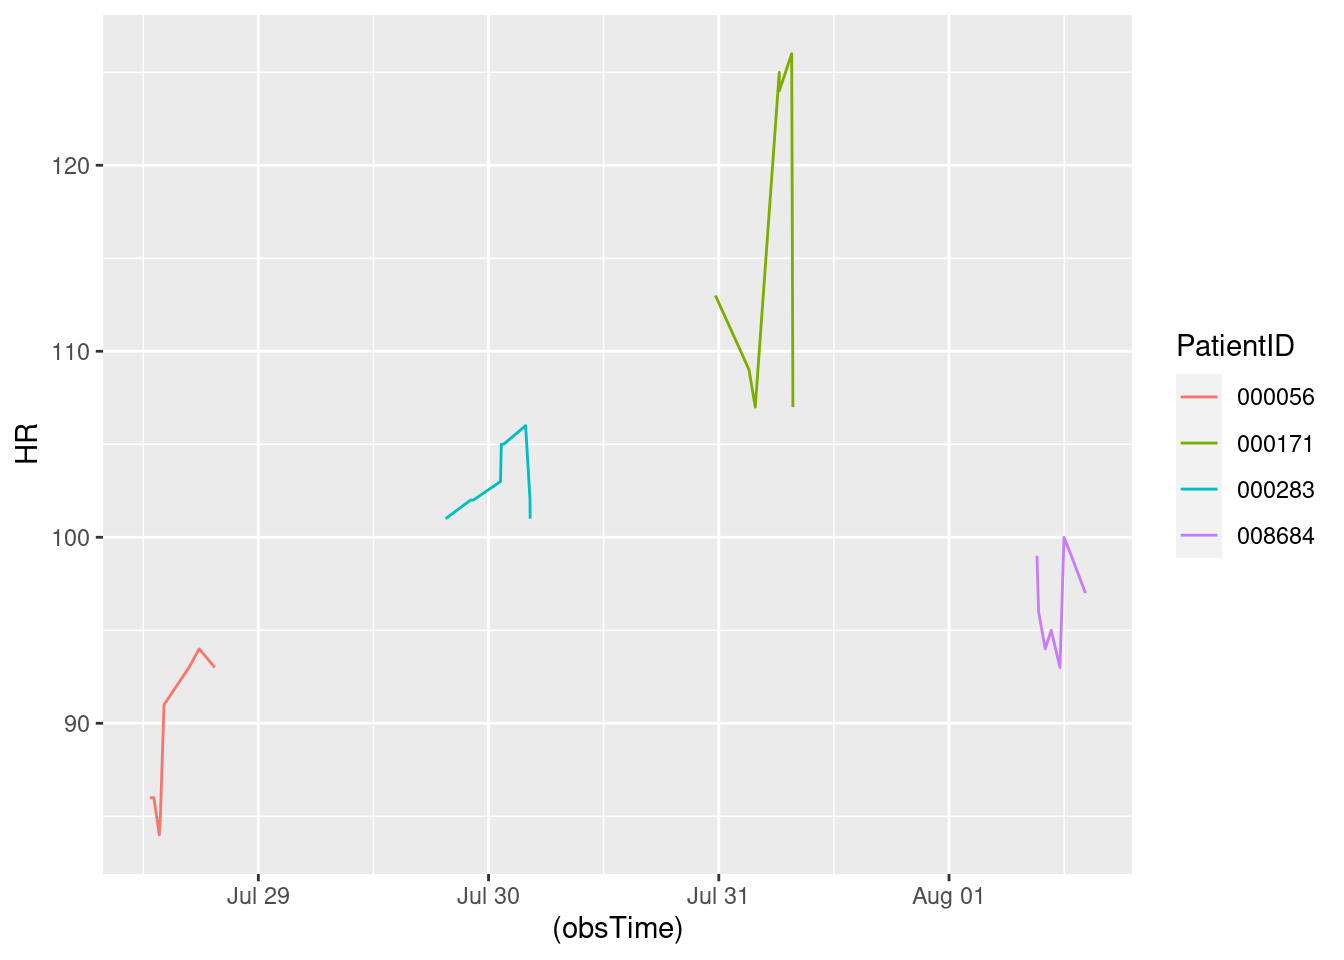 120
110
100
90
HR
Jul 29
Jul 30
Jul 31
Aug 01
(obsTime)
PatientID
000056
000171
000283
008684